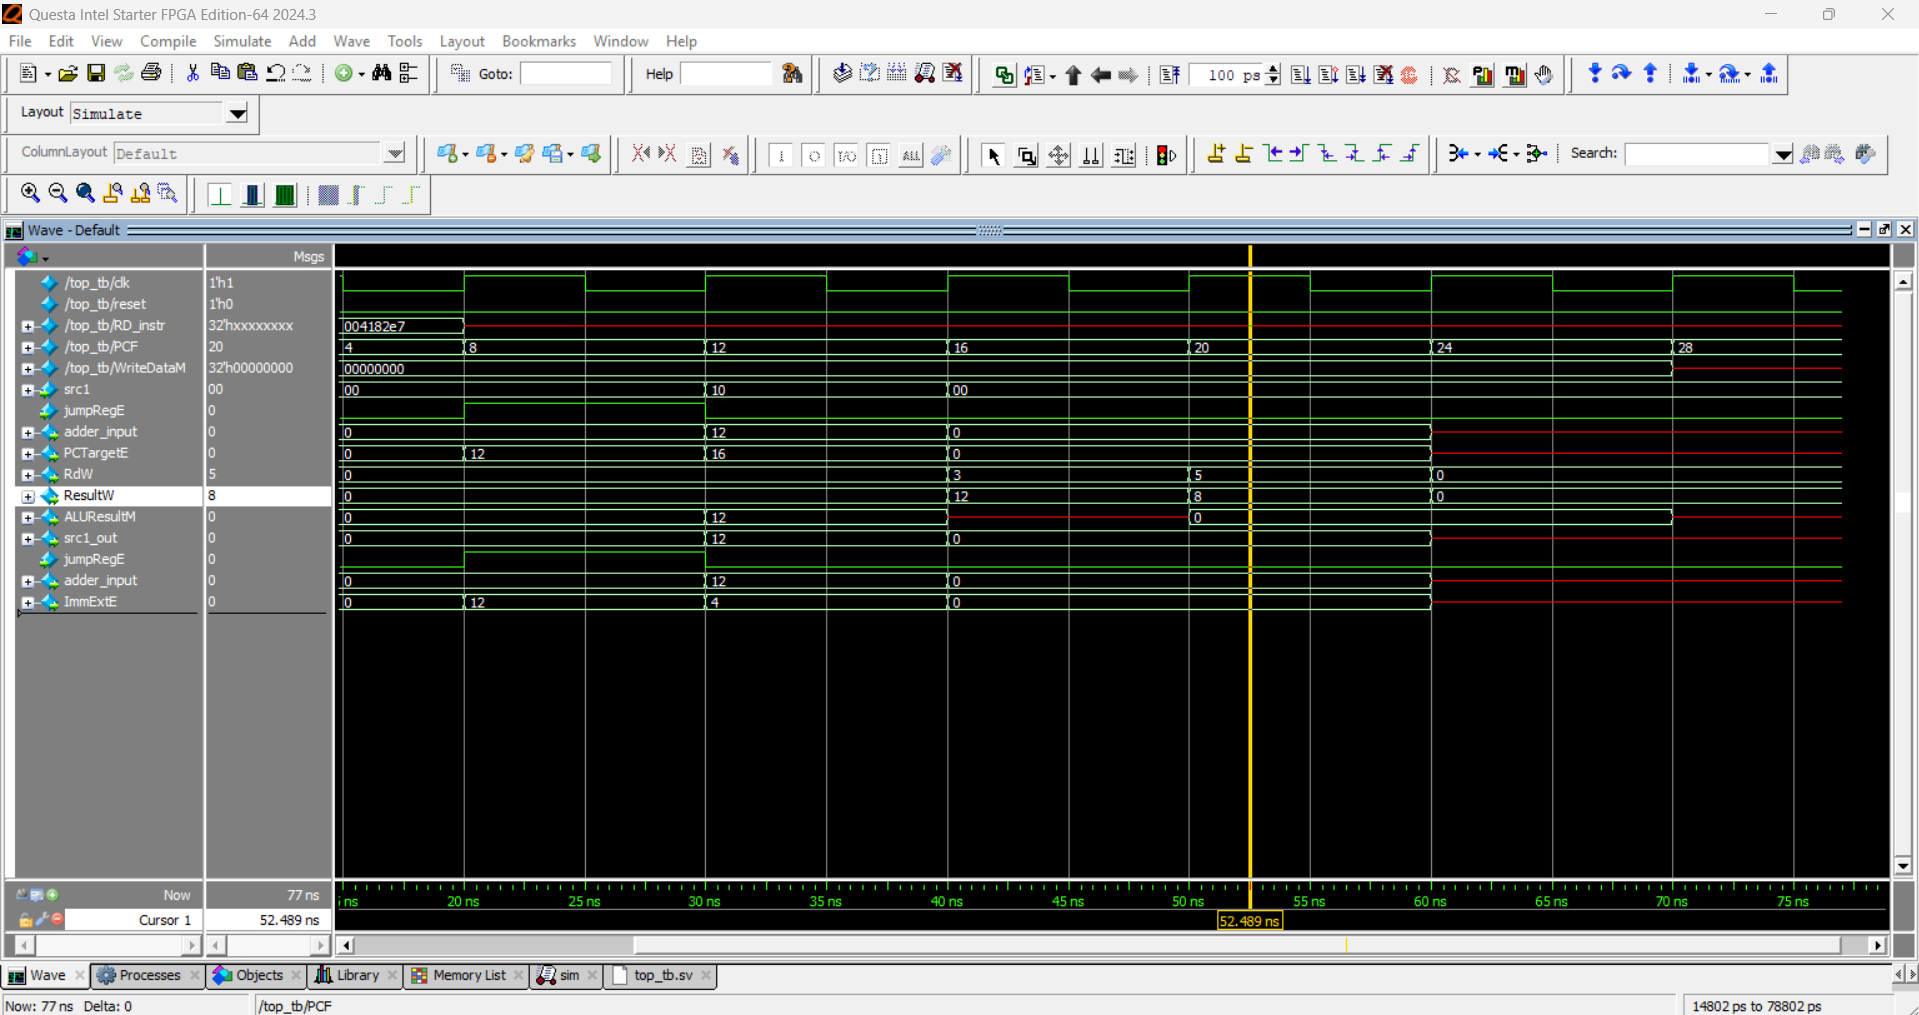 Questa Intel Starter FPGA Edition-64 2024.3
File Edit View Compile Simulate Add Wave Tools Layout Bookmarks Window Help
Goto: Help 100 ps
Layout Simulate
ColumnLayout Default Search:
Wave - Default
Msgs
/top_tb/clk 1'h1
/top_tb/reset 1'h0
/top_tb/RD_instr 32'hxxxxxxxx 004182e7
/top_tb/PCF 20 4 8 12 16 20 24 28
/top_tb/WriteDataM 32'h00000000 00000000
src1 00 00 10 00
jumpRegE 0
adder_input 0 0 12 0
PCTargetE 0 0 12 16 0
RdW 5 0 3 5 0
ResultW 8 0 12 8 0
ALUResultM 0 0 12 0
src1_out 0 0 12 0
jumpRegE 0
adder_input 0 0 12 0
ImmExtE 0 0 12 4 0
Now 77 ns ns 20 ns 25 ns 30 ns 35 ns 40 ns 45 ns 50 ns 55 ns 60 ns 65 ns 70 ns 75 ns
Cursor 1 52.489 ns 52.489 ns
Wave Processes Objects Library Memory List sim top_tb.sv
Now: 77 ns Delta: 0 /top_tb/PCF 14802 ps to 78802 ps